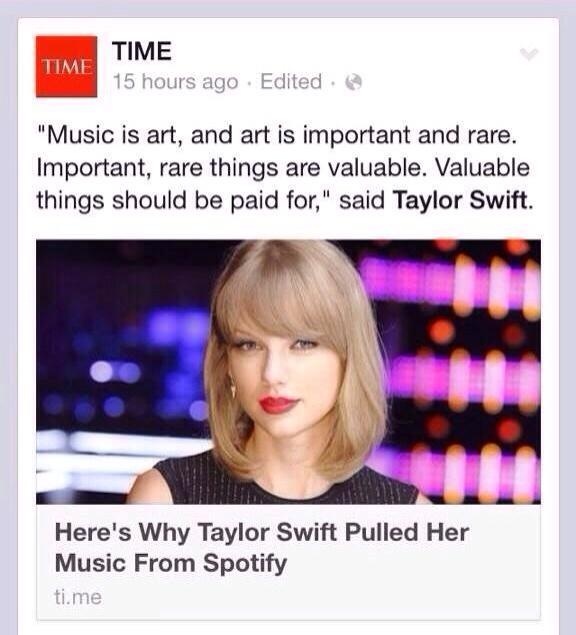 TIME
TIME
15 hours ago · Edited ·
"Music is art, and art is important and rare.
Important, rare things are valuable. Valuable
things should be paid for," said Taylor Swift.
Here's Why Taylor Swift Pulled Her
Music From Spotify
ti.me